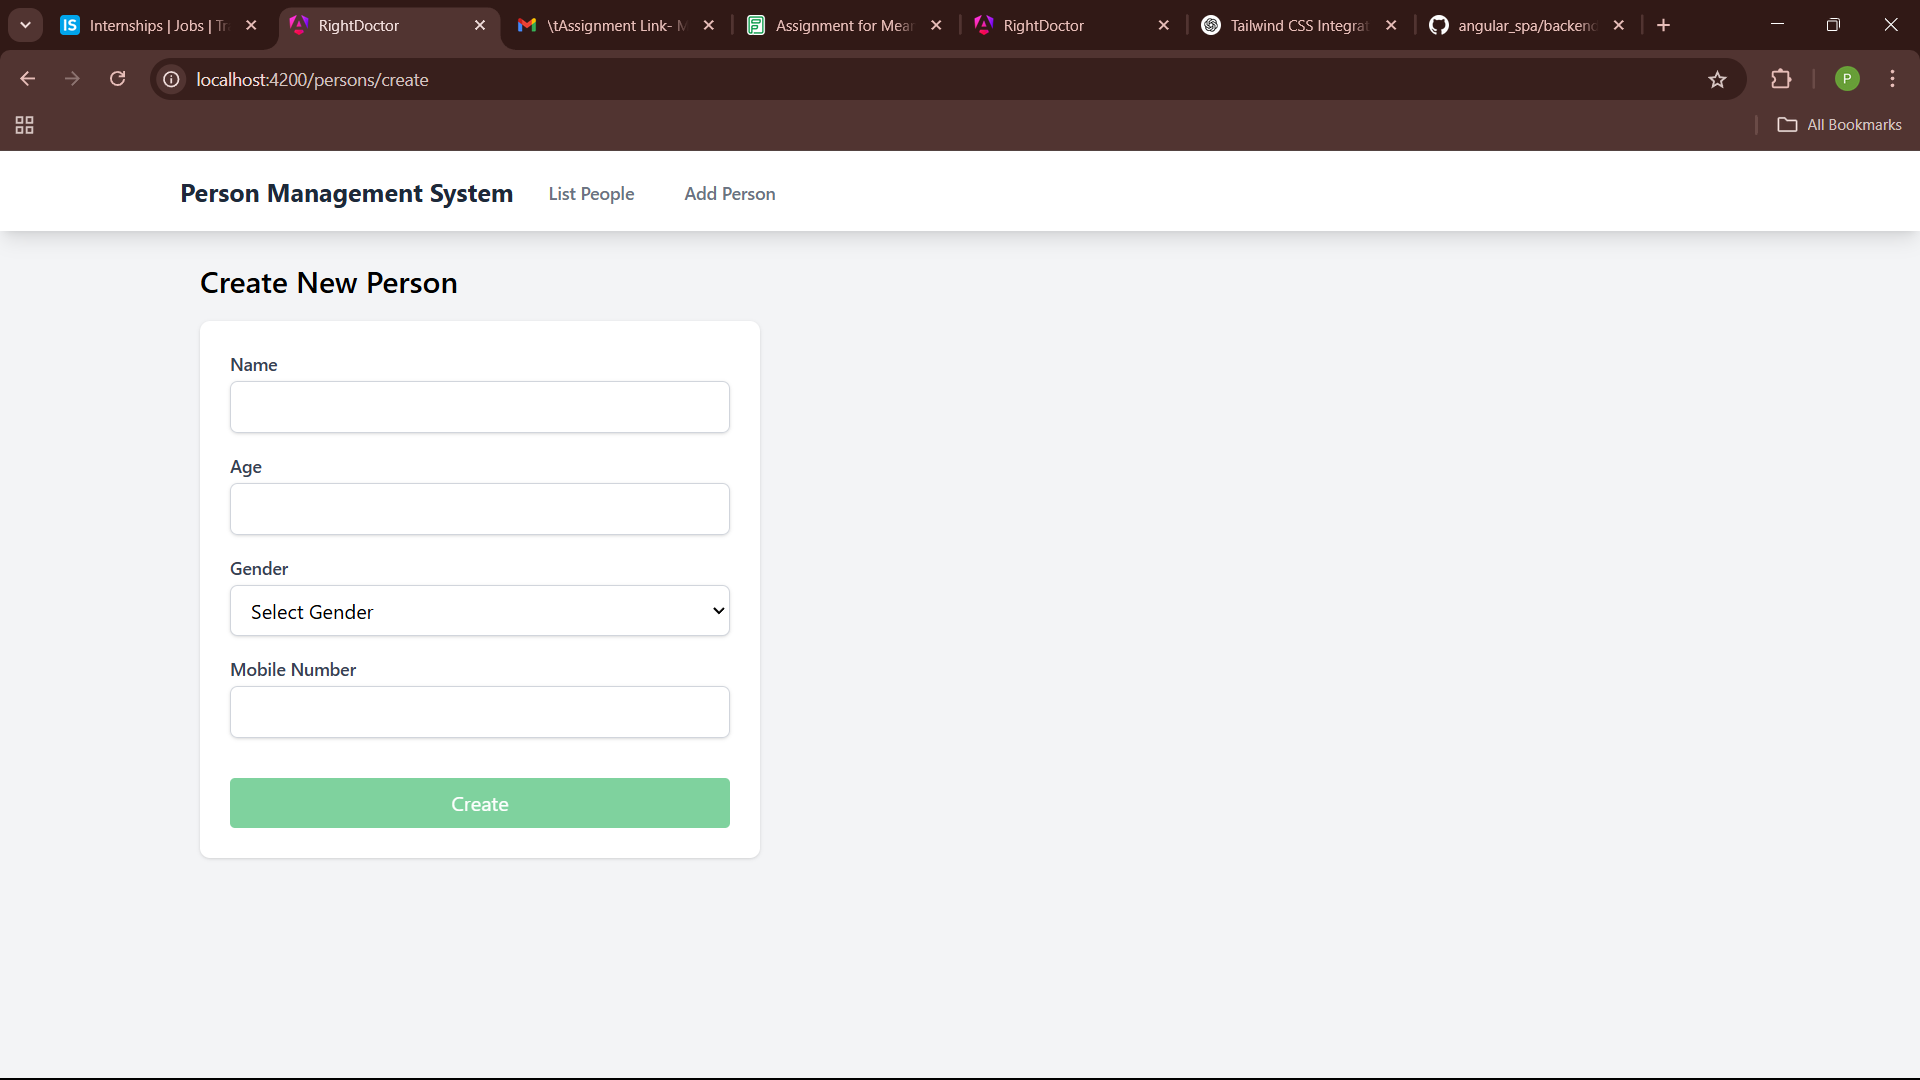 IS Internships | Jobs | Tr
RightDoctor
\tAssignment Link- M
Assignment for Mear
RightDoctor
Tailwind CSS Integrat
angular_spa/backend
localhost:4200/persons/create
P
All Bookmarks
Person Management System
List People
Add Person
Create New Person
Name
Age
Gender
Select Gender
Mobile Number
Create